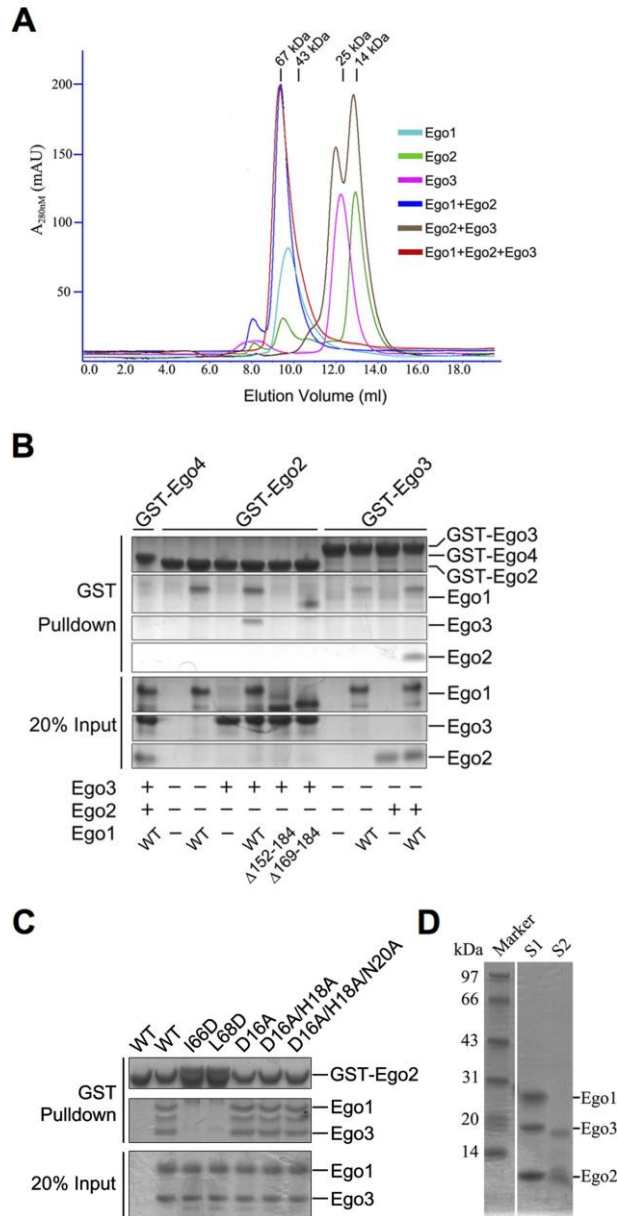 A
67 kDa
43 kDa
25 kDa
14 kDa
A280nM (mAU)
200
150
100
50
Ego1
Ego2
Ego3
Ego1+Ego2
Ego2+Ego3
Ego1+Ego2+Ego3
0.0 2.0 4.0 6.0 8.0 10.0 12.0 14.0 16.0 18.0
Elution Volume (ml)
B
GST-Ego4
GST-Ego2
GST-Ego3
GST-Ego3
GST-Ego4
GST-Ego2
GST
Pulldown
Ego1
Ego3
Ego2
20% Input
Ego1
Ego3
Ego2
Ego3 + − − + + + + − − − −
Ego2 + − − − − − − − − + +
Ego1 WT − WT − WT Δ152-184 Δ169-184 − WT − WT
C
WT
WT
I66D
L68D
D16A
D16A/H18A
D16A/H18A/N20A
GST
Pulldown
GST-Ego2
Ego1
Ego3
20% Input
Ego1
Ego3
D
kDa
Marker
S1
S2
97
66
43
31
20
14
Ego1
Ego3
Ego2